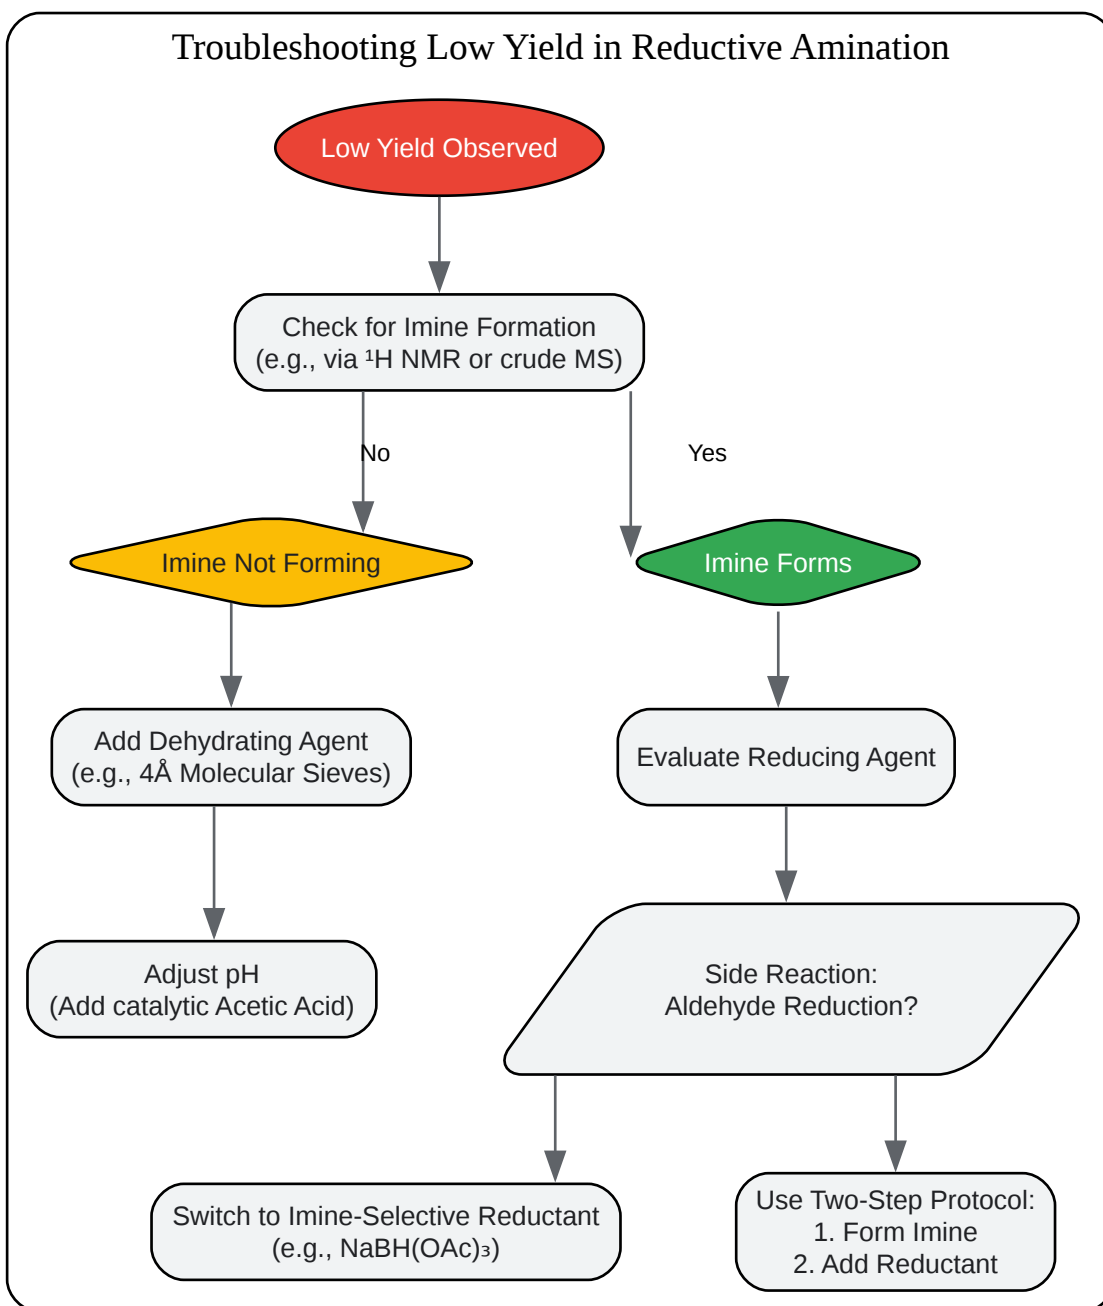 Troubleshooting Low Yield in Reductive Amination
Low Yield Observed
Check for Imine Formation
(e.g., via ¹H NMR or crude MS)
No
Yes
Imine Not Forming
Imine Forms
Add Dehydrating Agent
(e.g., 4Å Molecular Sieves)
Evaluate Reducing Agent
Adjust pH
(Add catalytic Acetic Acid)
Side Reaction:
Aldehyde Reduction?
Switch to Imine-Selective Reductant
(e.g., NaBH(OAc)₃)
Use Two-Step Protocol:
1. Form Imine
2. Add Reductant